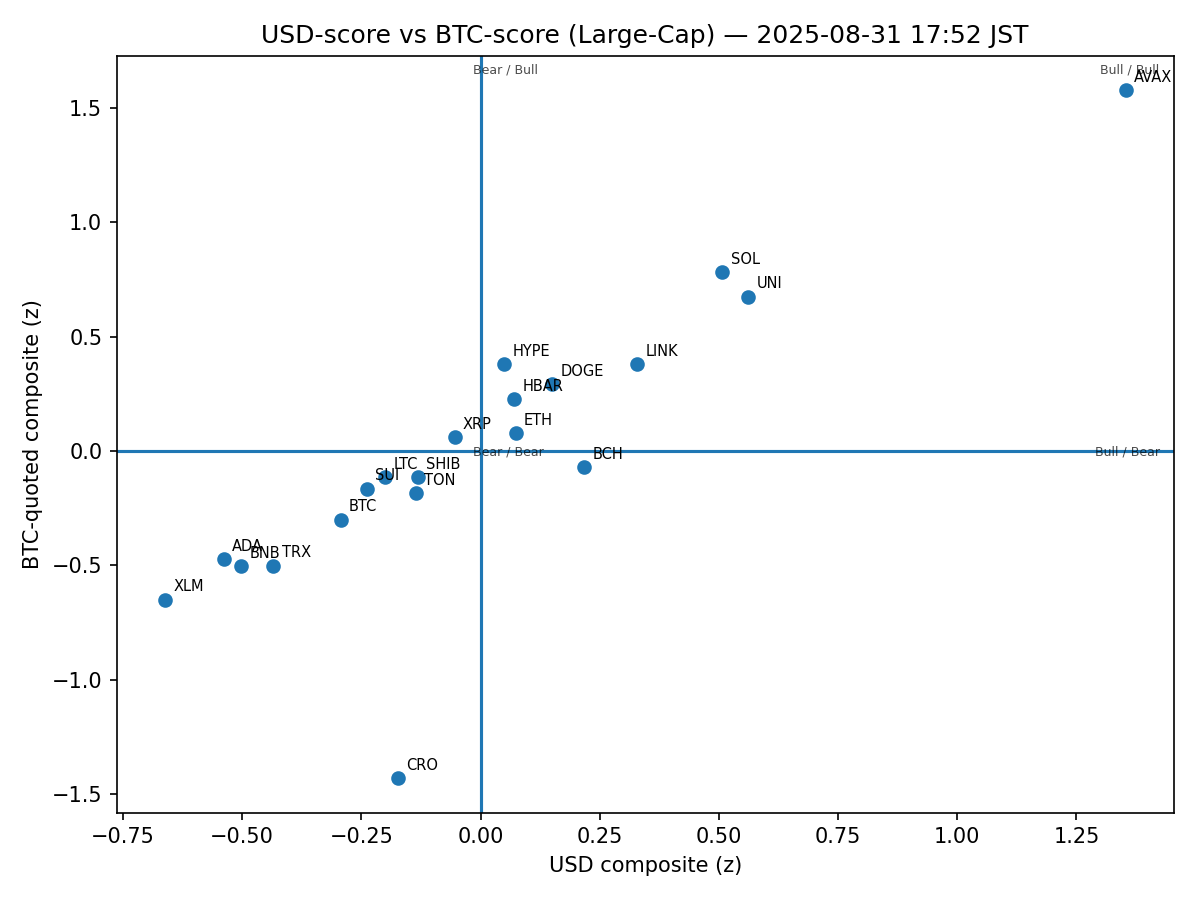 USD-score vs BTC-score (Large-Cap) — 2025-08-31 17:52 JST
Bear / Bull
Bull / Bull
AVAX
1.5
1.0
SOL
UNI
0.5
HYPE
LINK
DOGE
HBAR
ETH
XRP
0.0
Bear / Bear
BCH
Bull / Bear
LTC
SHIB
SUI
TON
BTC
−0.5
ADA
BNB
TRX
XLM
−1.0
CRO
−1.5
BTC-quoted composite (z)
−0.75
−0.50
−0.25
0.00
0.25
0.50
0.75
1.00
1.25
USD composite (z)